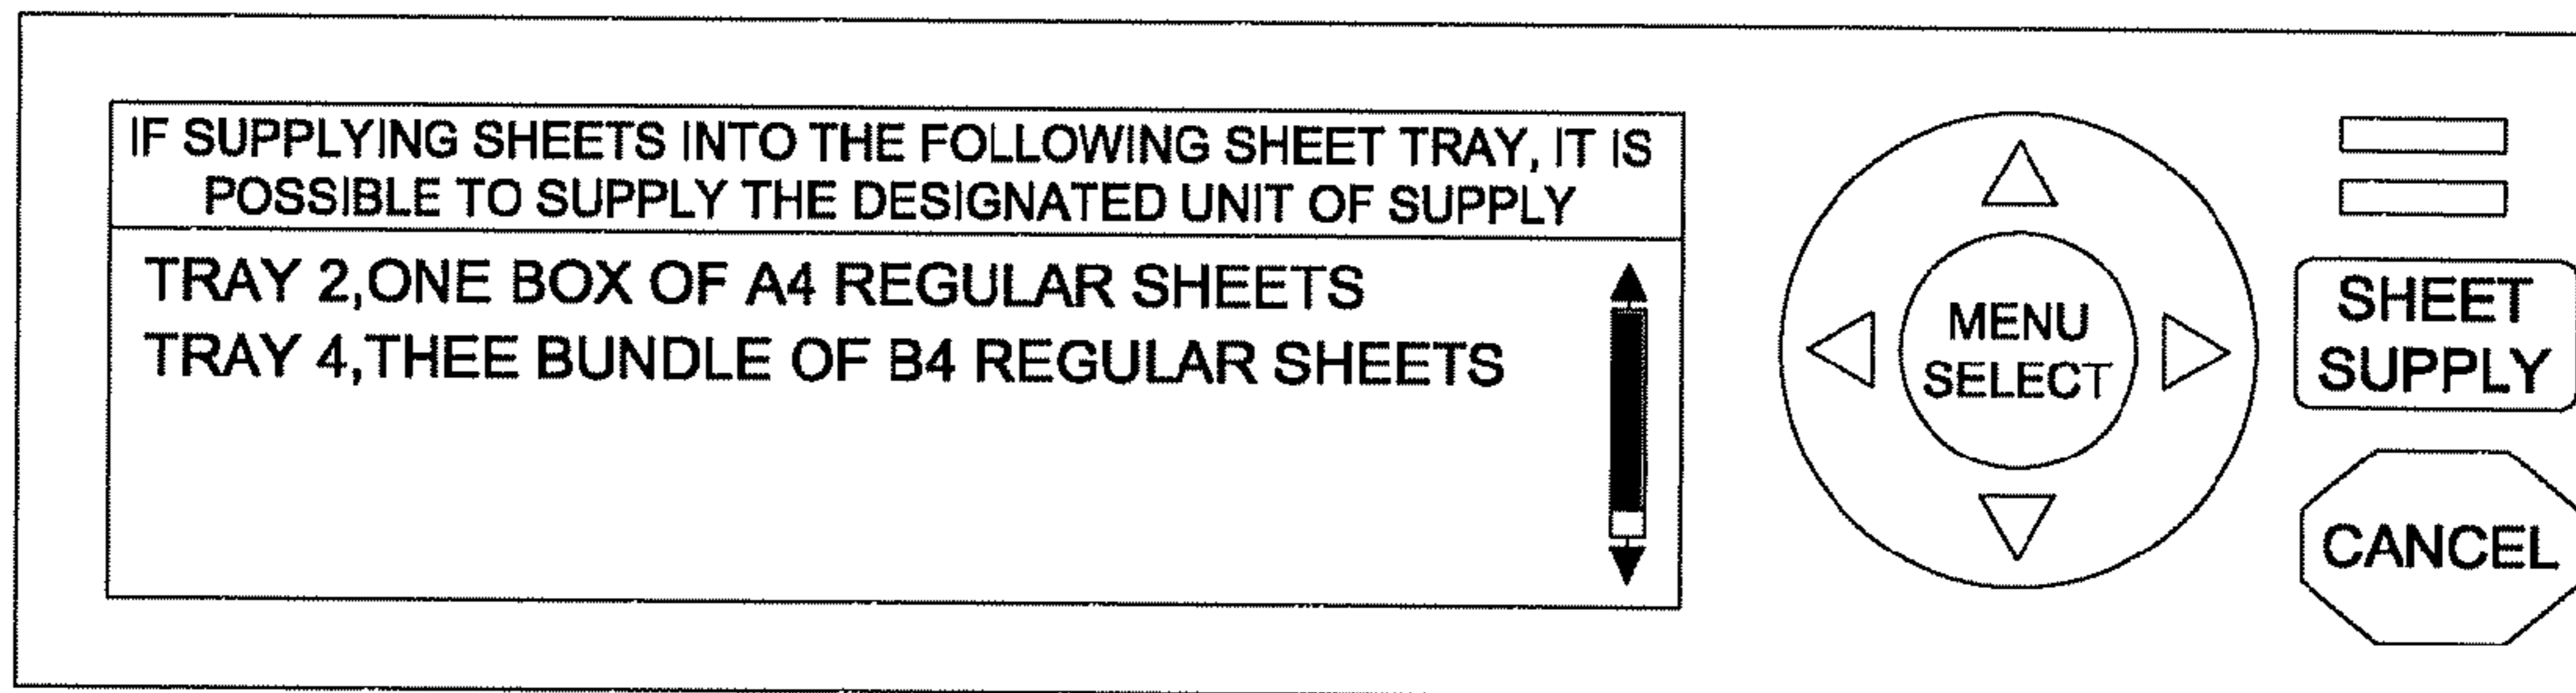 IF SUPPLYING SHEETS INTO THE FOLLOWING SHEET TRAY, IT IS
POSSIBLE TO SUPPLY THE DESIGNATED UNIT OF SUPPLY
TRAY 2,ONE BOX OF A4 REGULAR SHEETS
TRAY 4,THEE BUNDLE OF B4 REGULAR SHEETS
MENU
SELECT
SHEET
SUPPLY
CANCEL